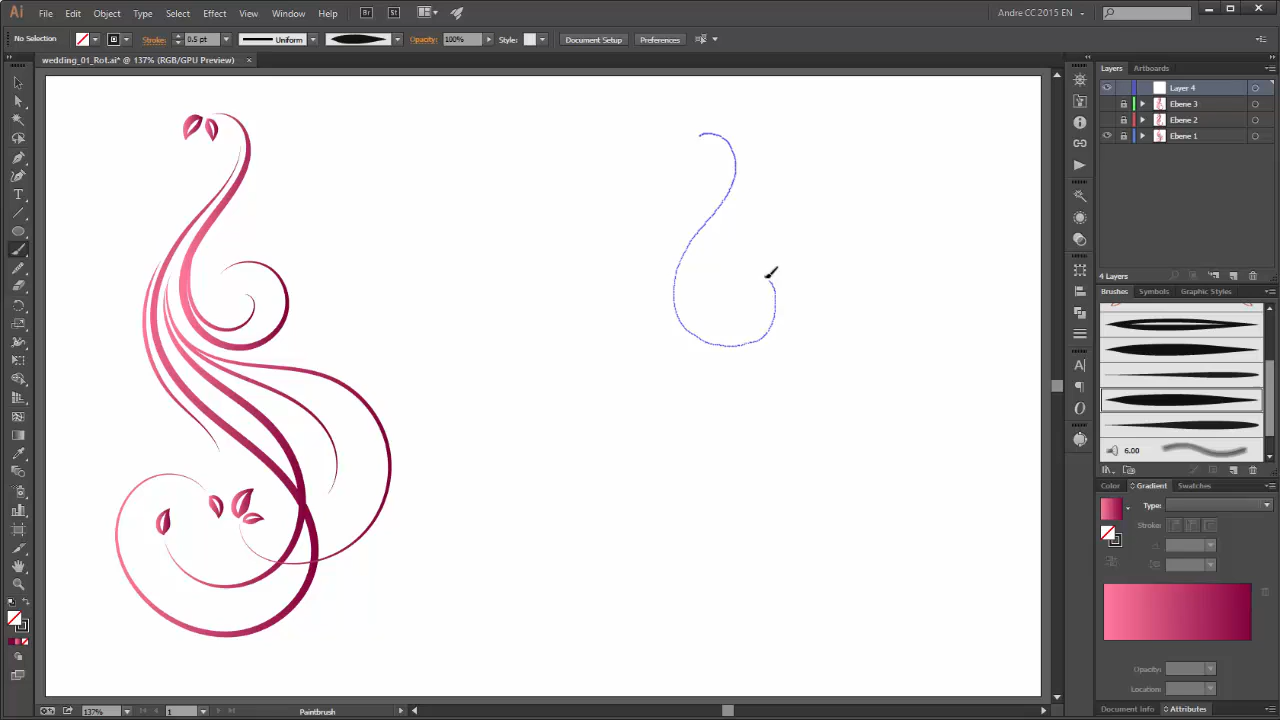 Ai File Edit Object Type Select Effect View Window Help Br St Andre CC 2015 EN
No Selection Stroke: 0.5 pt Uniform Opacity: 100% Style: Document Setup Preferences
wedding_01_Rot.ai* @ 137% (RGB/GPU Preview) ×
Layers Artboards
Layer 4
Ebene 3
Ebene 2
Ebene 1
4 Layers
Brushes Symbols Graphic Styles
6.00
Color Gradient Swatches
Type:
Stroke:
Opacity:
Location:
137% 1 Paintbrush
Document Info Attributes